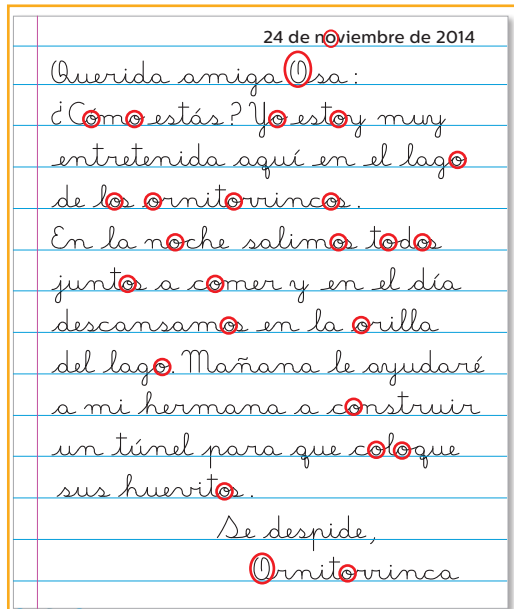 24 de noviembre de 2014
Querida amiga Osa:
¿Cómo estás? Yo estoy muy
entretenida aquí en el lago
de los ornitorrincos.
En la noche salimos todos
juntos a comer y en el día
descansamos en la orilla
del lago. Mañana le ayudaré
a mi hermana a construir
un túnel para que coloque
sus huevitos.
Se despide,
Ornitorrinca